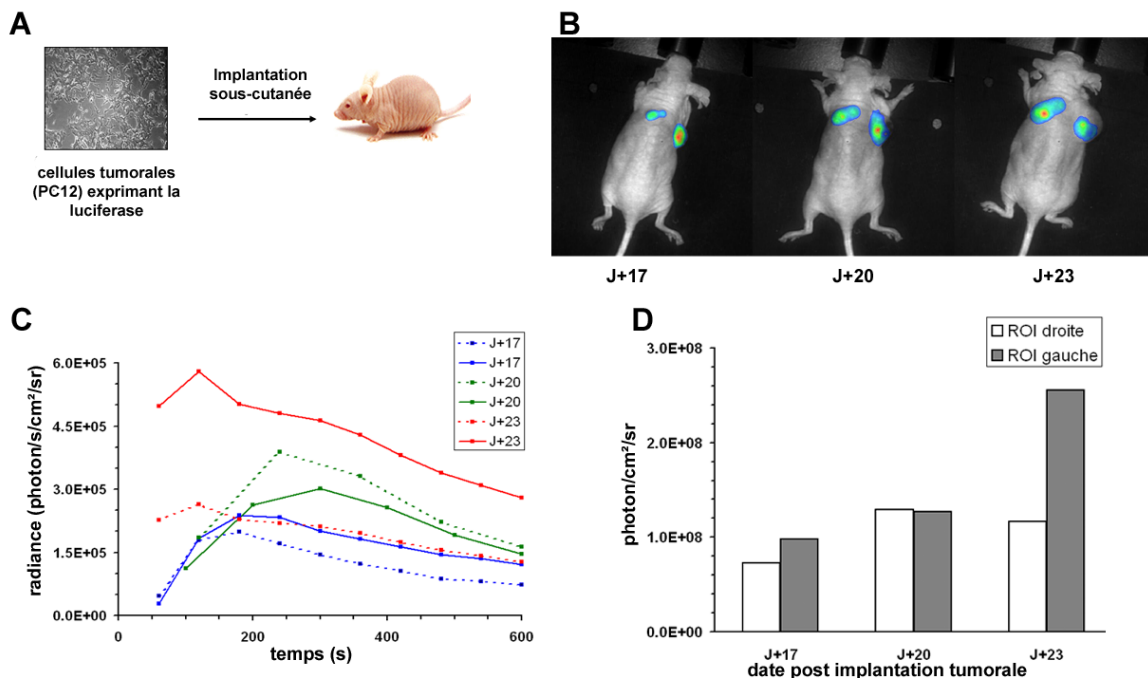 A
Implantation
sous-cutanée
cellules tumorales
(PC12) exprimant la
luciferase
B
J+17
J+20
J+23
C
J+17
J+17
J+20
J+20
J+23
J+23
6.0E+05
4.5E+05
3.0E+05
1.5E+05
0.0E+00
radiance (photon/s/cm²/sr)
0
200
400
600
temps (s)
D
ROI droite
ROI gauche
3.0E+08
2.0E+08
1.0E+08
0.0E+00
photon/cm²/sr
J+17
J+20
J+23
date post implantation tumorale